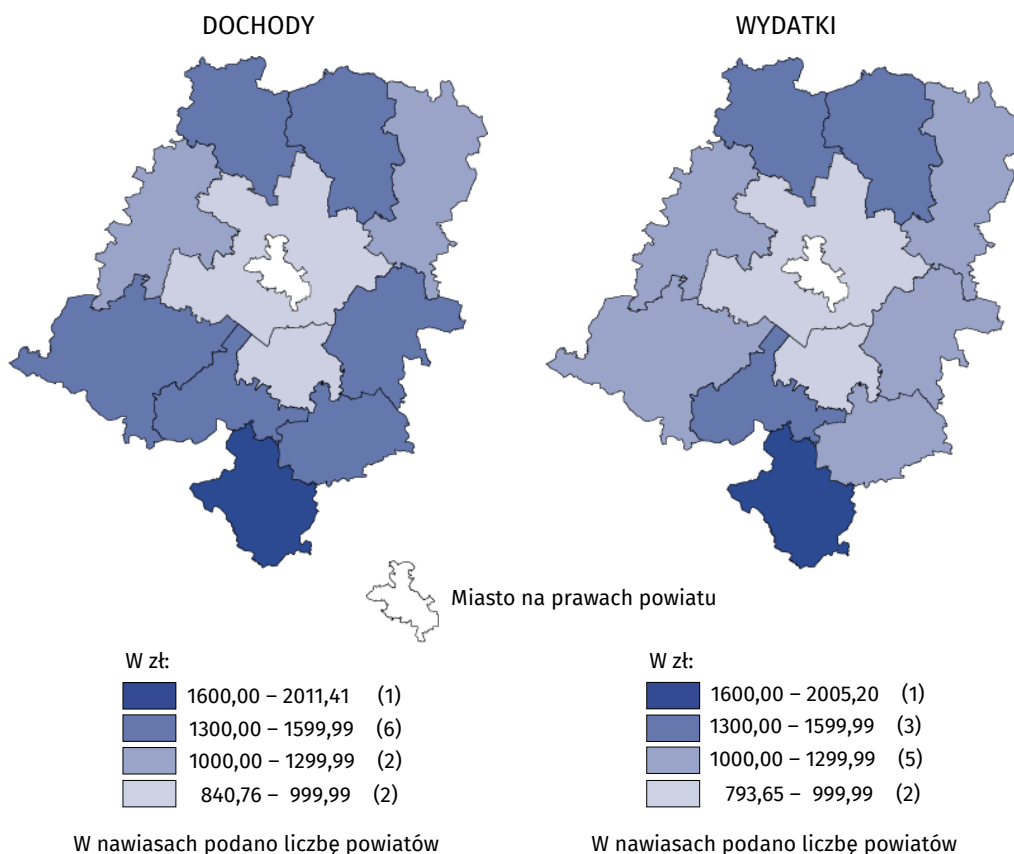 DOCHODY
WYDATKI
Miasto na prawach powiatu
W zł:
1600,00 – 2011,41 (1)
1300,00 – 1599,99 (6)
1000,00 – 1299,99 (2)
840,76 – 999,99 (2)
W nawiasach podano liczbę powiatów
W zł:
1600,00 – 2005,20 (1)
1300,00 – 1599,99 (3)
1000,00 – 1299,99 (5)
793,65 – 999,99 (2)
W nawiasach podano liczbę powiatów